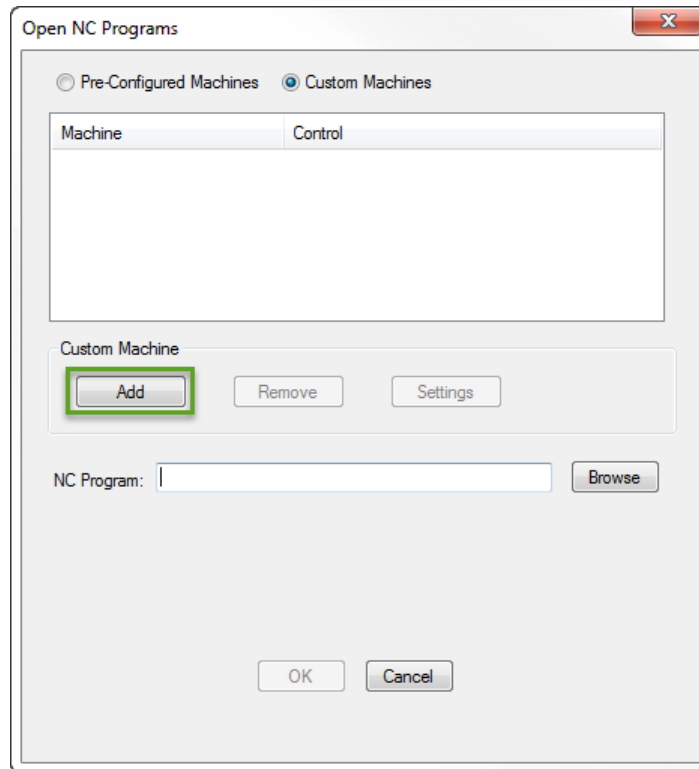 Open NC Programs
Pre-Configured Machines Custom Machines
Machine Control
Custom Machine
Add Remove Settings
NC Program: Browse
OK Cancel